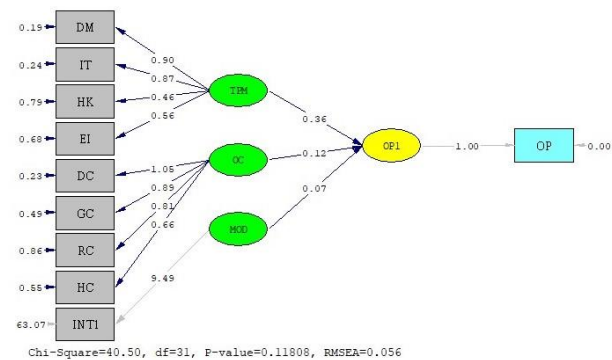 0.19 DM
0.90
0.24 IT
0.87
TPM
0.79 HK
0.46
0.36
0.68 EI
0.56
0.23 DC
1.05
OC
0.12
OP1
1.00
OP
0.00
0.49 GC
0.89
0.86 RC
0.81
0.07
MOD
0.55 HC
0.66
9.49
63.07 INT1
Chi-Square=40.50, df=31, P-value=0.11808, RMSEA=0.056